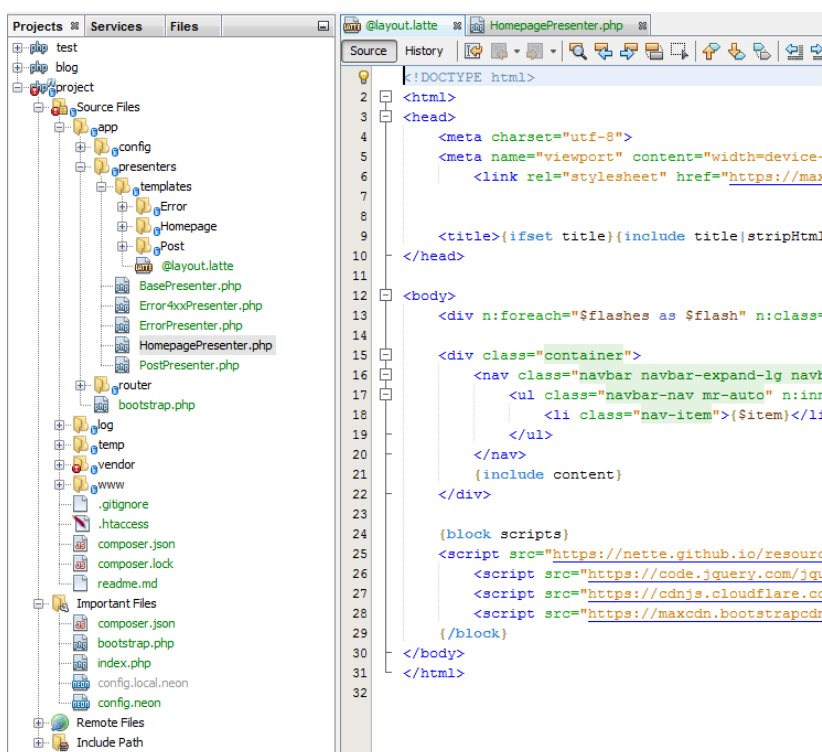 Projects Services Files
test
blog
project
Source Files
app
config
presenters
templates
Error
Homepage
Post
@layout.latte
BasePresenter.php
Error4xxPresenter.php
ErrorPresenter.php
HomepagePresenter.php
PostPresenter.php
router
bootstrap.php
log
temp
vendor
www
.gitignore
.htaccess
composer.json
composer.lock
readme.md
Important Files
composer.json
bootstrap.php
index.php
config.local.neon
config.neon
Remote Files
Include Path
@layout.latte HomepagePresenter.php
Source History
<!DOCTYPE html>
2 <html>
3 <head>
4 <meta charset="utf-8">
5 <meta name="viewport" content="width=device-
6 <link rel="stylesheet" href="https://max
7
8
9 <title>{ifset title}{include title|stripHtml
10 </head>
11
12 <body>
13 <div n:foreach="$flashes as $flash" n:class=
14
15 <div class="container">
16 <nav class="navbar navbar-expand-lg navb
17 <ul class="navbar-nav mr-auto" n:inn
18 <li class="nav-item">{$item}</li
19 </ul>
20 </nav>
21 {include content}
22 </div>
23
24 {block scripts}
25 <script src="https://nette.github.io/resourc
26 <script src="https://code.jquery.com/jqu
27 <script src="https://cdnjs.cloudflare.co
28 <script src="https://maxcdn.bootstrapcdn
29 {/block}
30 </body>
31 </html>
32